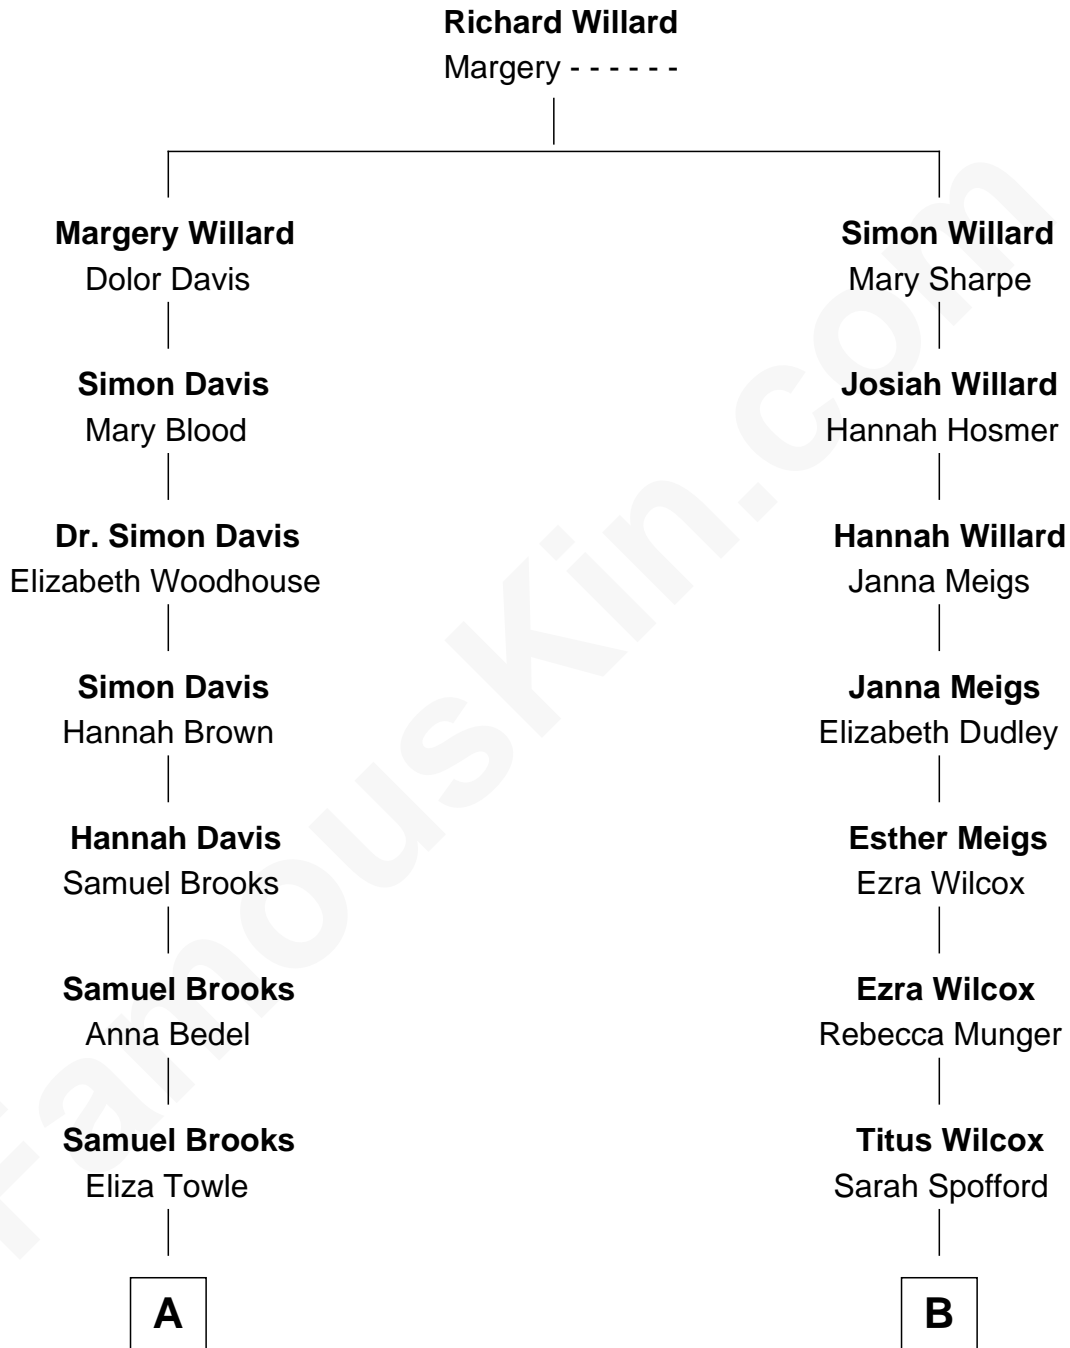 Richard Willard
Margery - - - - - -
Margery Willard
Dolor Davis
Simon Willard
Mary Sharpe
Simon Davis
Mary Blood
Josiah Willard
Hannah Hosmer
Dr. Simon Davis
Elizabeth Woodhouse
Hannah Willard
Janna Meigs
Simon Davis
Hannah Brown
Janna Meigs
Elizabeth Dudley
Hannah Davis
Samuel Brooks
Esther Meigs
Ezra Wilcox
Samuel Brooks
Anna Bedel
Ezra Wilcox
Rebecca Munger
Samuel Brooks
Eliza Towle
Titus Wilcox
Sarah Spofford
A
B
FamousKin.com